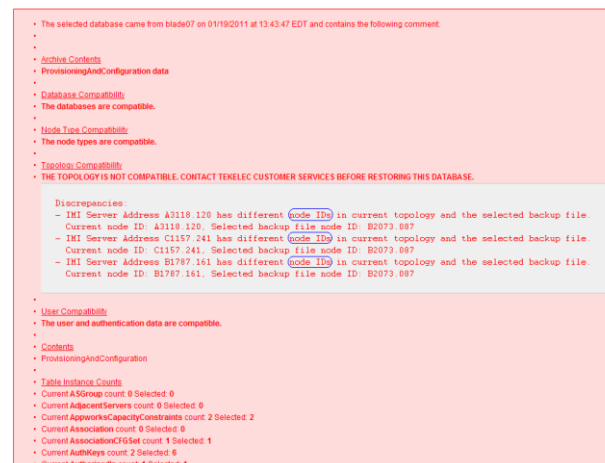 The selected database came from blade07 on 01/19/2011 at 13:43:47 EDT and contains the following comment:
Archive Contents
ProvisioningAndConfiguration data
Database Compatibility
The databases are compatible.
Node Type Compatibility
The node types are compatible.
Topology Compatibility
THE TOPOLOGY IS NOT COMPATIBLE. CONTACT TEKELEC CUSTOMER SERVICES BEFORE RESTORING THIS DATABASE.
Discrepancies:
- IMI Server Address A3118.120 has different node IDs in current topology and the selected backup file.
Current node ID: A3118.120, Selected backup file node ID: B2073.087
- IMI Server Address C1157.241 has different node IDs in current topology and the selected backup file.
Current node ID: C1157.241, Selected backup file node ID: B2073.087
- IMI Server Address B1787.161 has different node IDs in current topology and the selected backup file.
Current node ID: B1787.161, Selected backup file node ID: B2073.087
User Compatibility
The user and authentication data are compatible.
Contents
ProvisioningAndConfiguration
Table Instance Counts
Current ASGroup count: 0 Selected: 0
Current AdjacentServers count: 0 Selected: 0
Current AppworksCapacityConstraints count: 2 Selected: 2
Current Association count: 0 Selected: 0
Current AssociationCFGSet count: 1 Selected: 1
Current AuthKeys count: 2 Selected: 6